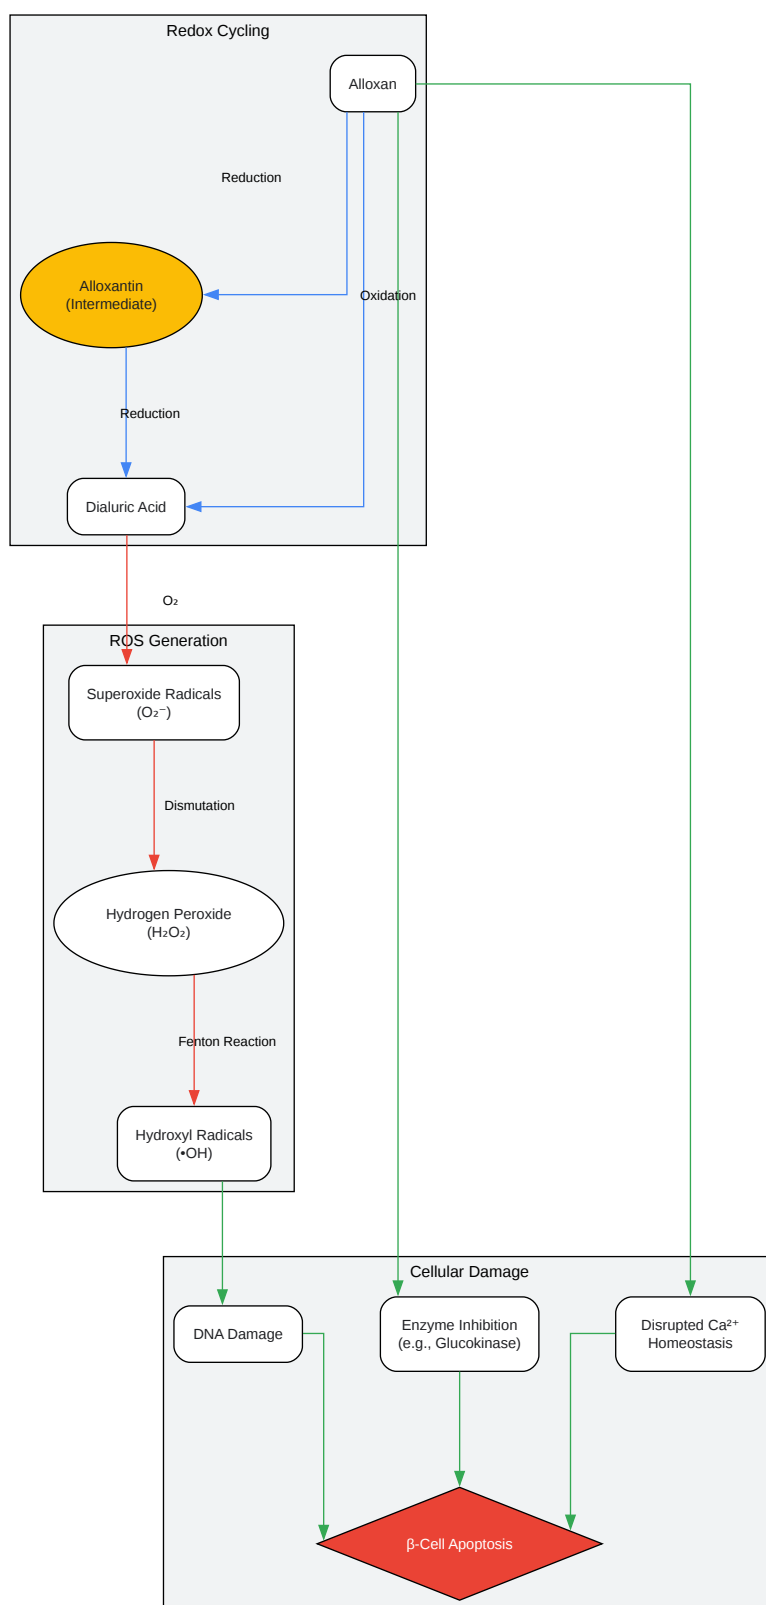 Redox Cycling
Alloxan
Reduction
Alloxantin
(Intermediate)
Oxidation
Reduction
Dialuric Acid
O₂
ROS Generation
Superoxide Radicals
(O₂⁻)
Dismutation
Hydrogen Peroxide
(H₂O₂)
Fenton Reaction
Hydroxyl Radicals
(•OH)
Cellular Damage
DNA Damage
Enzyme Inhibition
(e.g., Glucokinase)
Disrupted Ca²⁺
Homeostasis
β-Cell Apoptosis